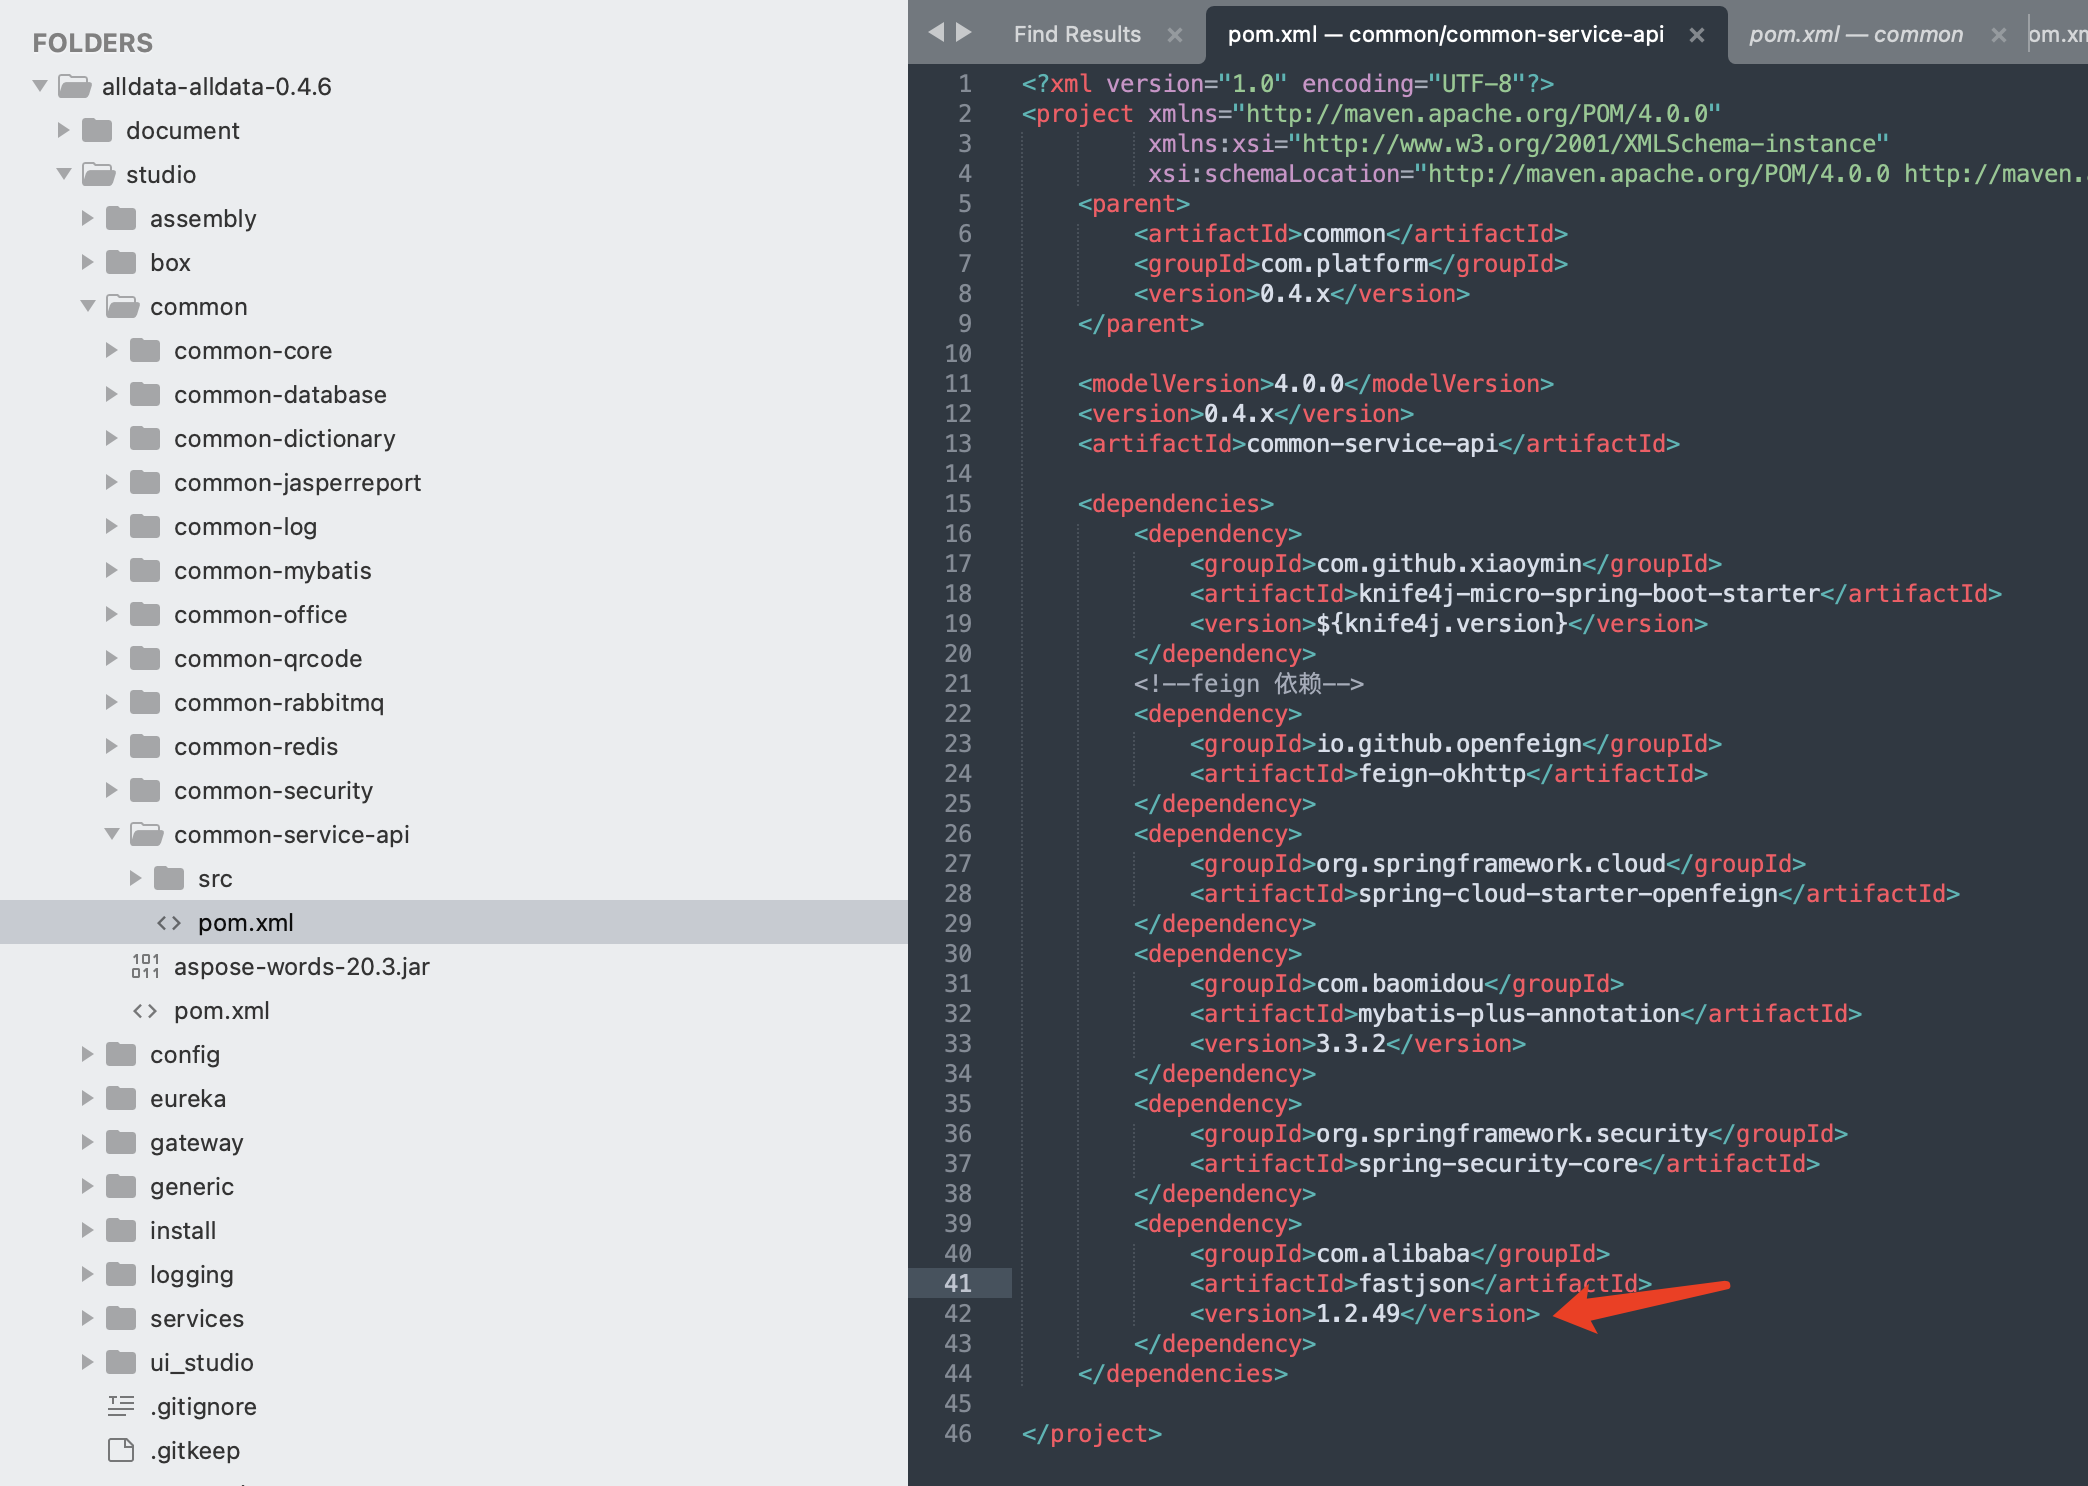 FOLDERS
alldata-alldata-0.4.6
document
studio
assembly
box
common
common-core
common-database
common-dictionary
common-jasperreport
common-log
common-mybatis
common-office
common-qrcode
common-rabbitmq
common-redis
common-security
common-service-api
src
pom.xml
aspose-words-20.3.jar
pom.xml
config
eureka
gateway
generic
install
logging
services
ui_studio
.gitignore
.gitkeep
Find Results
pom.xml — common/common-service-api
pom.xml — common
1 <?xml version="1.0" encoding="UTF-8"?>
2 <project xmlns="http://maven.apache.org/POM/4.0.0"
3 xmlns:xsi="http://www.w3.org/2001/XMLSchema-instance"
4 xsi:schemaLocation="http://maven.apache.org/POM/4.0.0 http://maven.
5 <parent>
6 <artifactId>common</artifactId>
7 <groupId>com.platform</groupId>
8 <version>0.4.x</version>
9 </parent>
10
11 <modelVersion>4.0.0</modelVersion>
12 <version>0.4.x</version>
13 <artifactId>common-service-api</artifactId>
14
15 <dependencies>
16 <dependency>
17 <groupId>com.github.xiaoymin</groupId>
18 <artifactId>knife4j-micro-spring-boot-starter</artifactId>
19 <version>${knife4j.version}</version>
20 </dependency>
21 <!--feign 依赖-->
22 <dependency>
23 <groupId>io.github.openfeign</groupId>
24 <artifactId>feign-okhttp</artifactId>
25 </dependency>
26 <dependency>
27 <groupId>org.springframework.cloud</groupId>
28 <artifactId>spring-cloud-starter-openfeign</artifactId>
29 </dependency>
30 <dependency>
31 <groupId>com.baomidou</groupId>
32 <artifactId>mybatis-plus-annotation</artifactId>
33 <version>3.3.2</version>
34 </dependency>
35 <dependency>
36 <groupId>org.springframework.security</groupId>
37 <artifactId>spring-security-core</artifactId>
38 </dependency>
39 <dependency>
40 <groupId>com.alibaba</groupId>
41 <artifactId>fastjson</artifactId>
42 <version>1.2.49</version>
43 </dependency>
44 </dependencies>
45
46 </project>